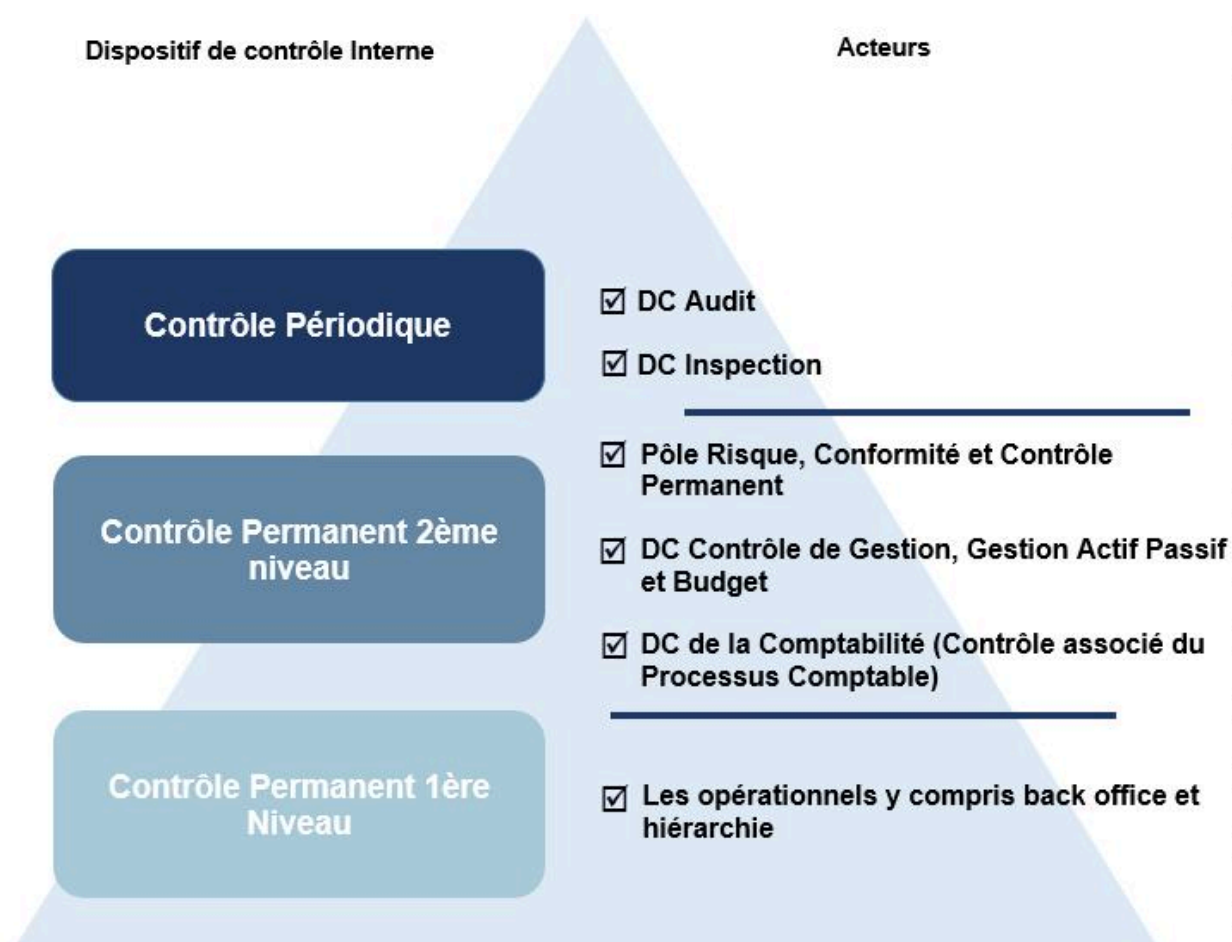 Dispositif de contrôle Interne
Acteurs
Contrôle Périodique
DC Audit
DC Inspection
Contrôle Permanent 2ème
niveau
Pôle Risque, Conformité et Contrôle
Permanent
DC Contrôle de Gestion, Gestion Actif Passif
et Budget
DC de la Comptabilité (Contrôle associé du
Processus Comptable)
Contrôle Permanent 1ère
Niveau
Les opérationnels y compris back office et
hiérarchie